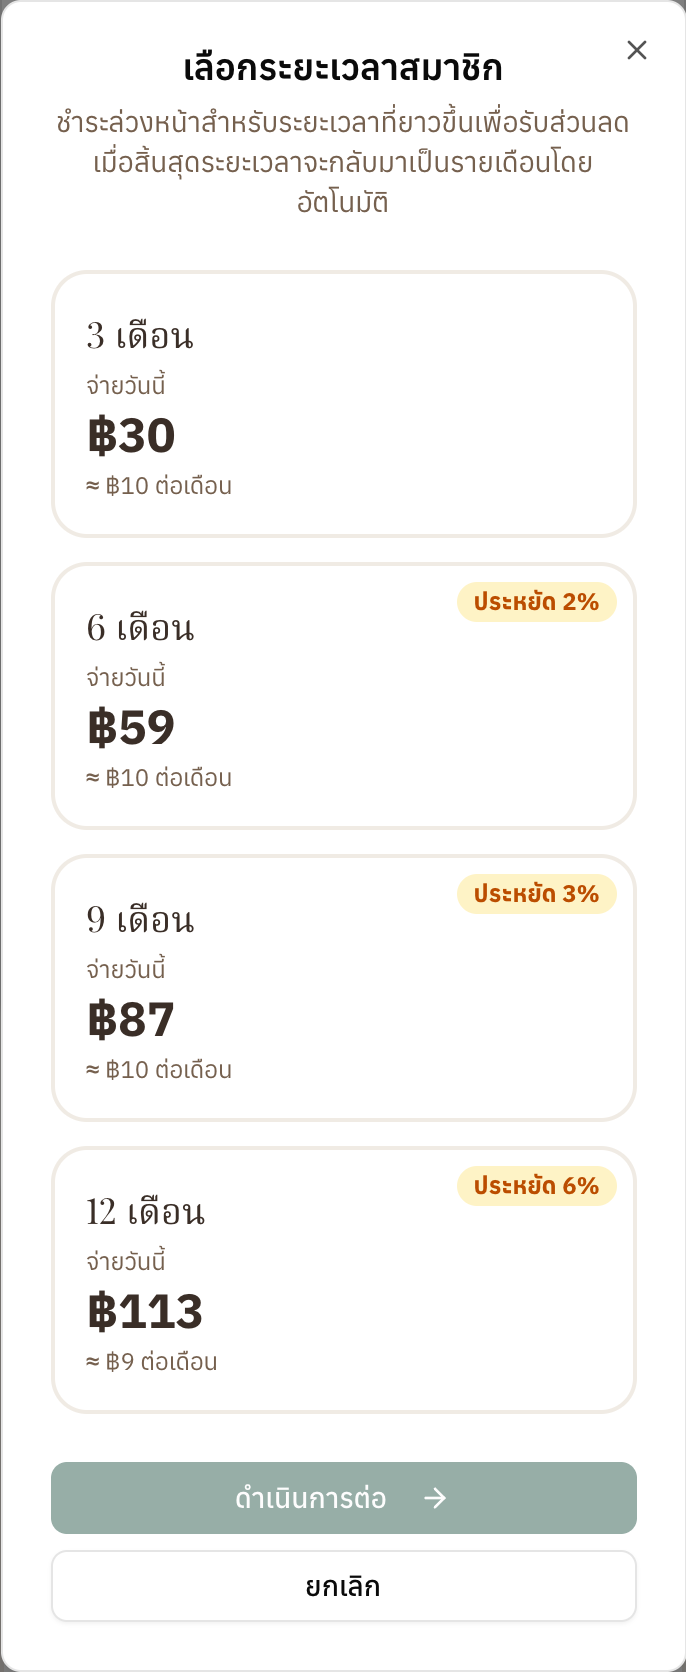 เลือกระยะเวลาสมาชิก
ชำระล่วงหน้าสำหรับระยะเวลาที่ยาวขึ้นเพื่อรับส่วนลด
เมื่อสิ้นสุดระยะเวลาจะกลับมาเป็นรายเดือนโดย
อัตโนมัติ
3 เดือน
จ่ายวันนี้
฿30
≈ ฿10 ต่อเดือน
ประหยัด 2%
6 เดือน
จ่ายวันนี้
฿59
≈ ฿10 ต่อเดือน
ประหยัด 3%
9 เดือน
จ่ายวันนี้
฿87
≈ ฿10 ต่อเดือน
ประหยัด 6%
12 เดือน
จ่ายวันนี้
฿113
≈ ฿9 ต่อเดือน
ดำเนินการต่อ →
ยกเลิก